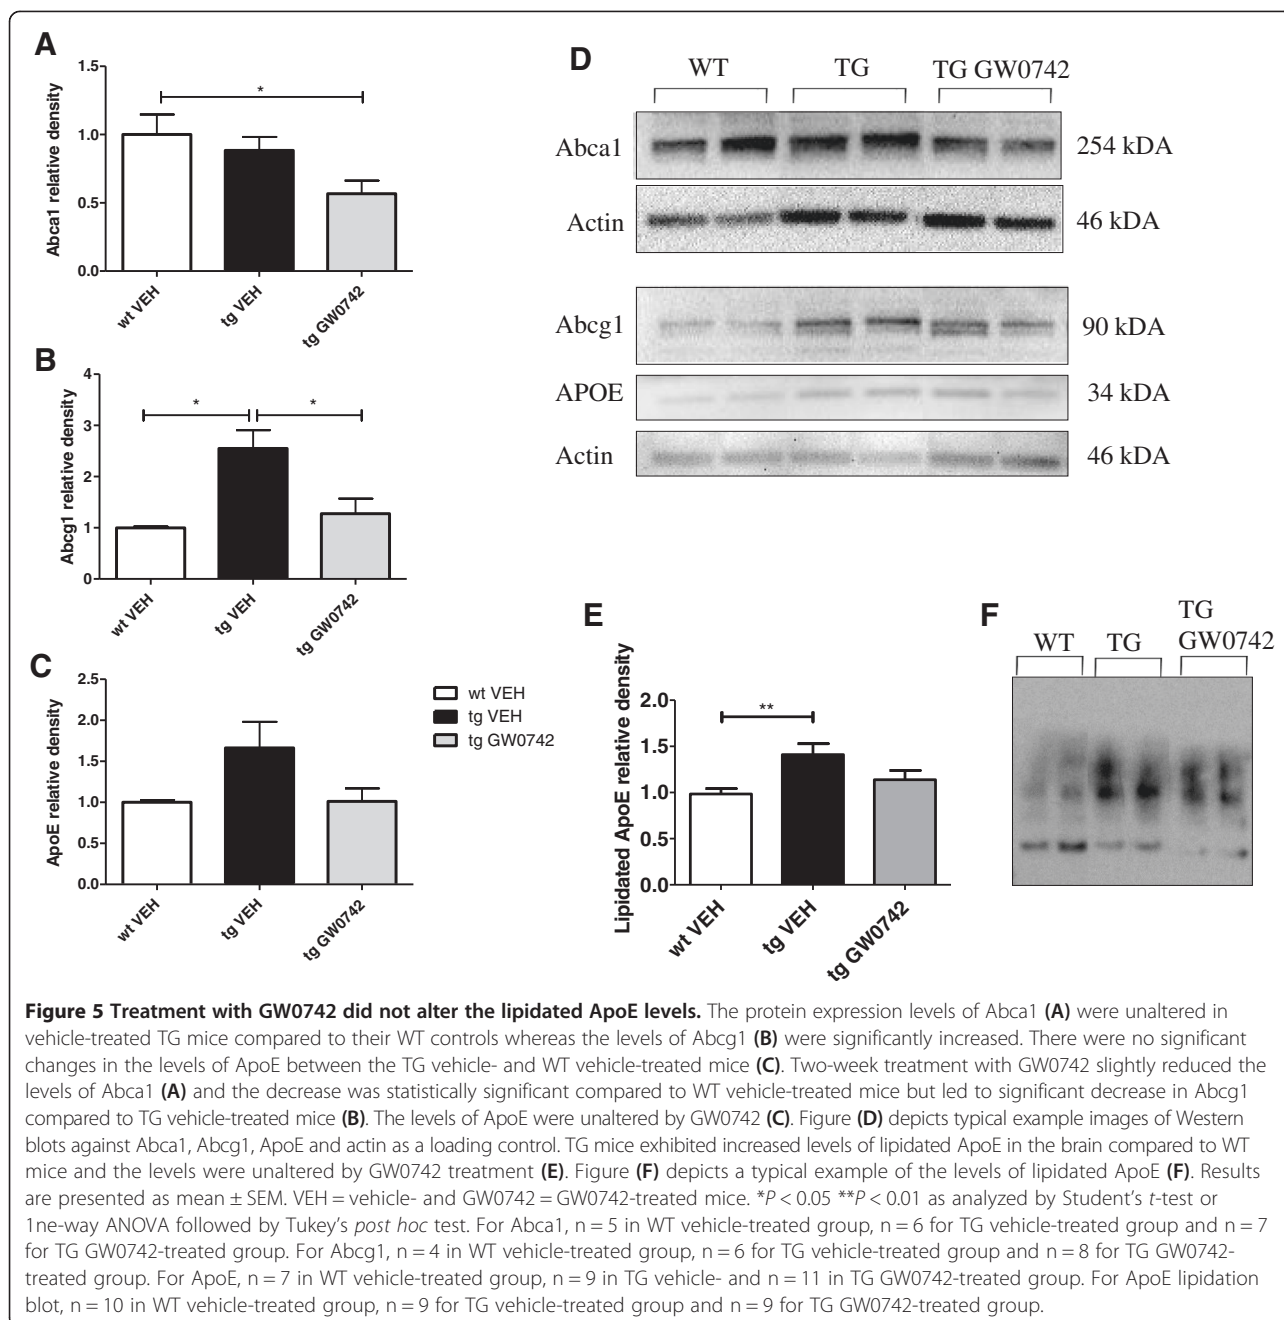 A
Abca1 relative density
1.5
1.0
0.5
0.0
*
wt VEH
tg VEH
tg GW0742
B
Abcg1 relative density
4
3
2
1
0
*
*
wt VEH
tg VEH
tg GW0742
C
ApoE relative density
2.5
2.0
1.5
1.0
0.5
0.0
wt VEH
tg VEH
tg GW0742
wt VEH
tg VEH
tg GW0742
D
WT TG TG GW0742
Abca1 254 kDA
Actin 46 kDA
Abcg1 90 kDA
APOE 34 kDA
Actin 46 kDA
E
Lipidated ApoE relative density
2.0
1.5
1.0
0.5
0.0
**
wt VEH
tg VEH
tg GW0742
F
WT TG TG
GW0742
Figure 5 Treatment with GW0742 did not alter the lipidated ApoE levels. The protein expression levels of Abca1 (A) were unaltered in
vehicle-treated TG mice compared to their WT controls whereas the levels of Abcg1 (B) were significantly increased. There were no significant
changes in the levels of ApoE between the TG vehicle- and WT vehicle-treated mice (C). Two-week treatment with GW0742 slightly reduced the
levels of Abca1 (A) and the decrease was statistically significant compared to WT vehicle-treated mice but led to significant decrease in Abcg1
compared to TG vehicle-treated mice (B). The levels of ApoE were unaltered by GW0742 (C). Figure (D) depicts typical example images of Western
blots against Abca1, Abcg1, ApoE and actin as a loading control. TG mice exhibited increased levels of lipidated ApoE in the brain compared to WT
mice and the levels were unaltered by GW0742 treatment (E). Figure (F) depicts a typical example of the levels of lipidated ApoE (F). Results
are presented as mean ± SEM. VEH = vehicle- and GW0742 = GW0742-treated mice. *P < 0.05 **P < 0.01 as analyzed by Student's t-test or
1ne-way ANOVA followed by Tukey's post hoc test. For Abca1, n = 5 in WT vehicle-treated group, n = 6 for TG vehicle-treated group and n = 7
for TG GW0742-treated group. For Abcg1, n = 4 in WT vehicle-treated group, n = 6 for TG vehicle-treated group and n = 8 for TG GW0742-
treated group. For ApoE, n = 7 in WT vehicle-treated group, n = 9 in TG vehicle- and n = 11 in TG GW0742-treated group. For ApoE lipidation
blot, n = 10 in WT vehicle-treated group, n = 9 for TG vehicle-treated group and n = 9 for TG GW0742-treated group.